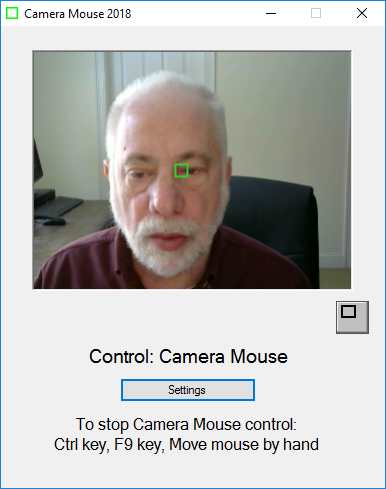 Camera Mouse 2018
Control: Camera Mouse
Settings
To stop Camera Mouse control:
Ctrl key, F9 key, Move mouse by hand